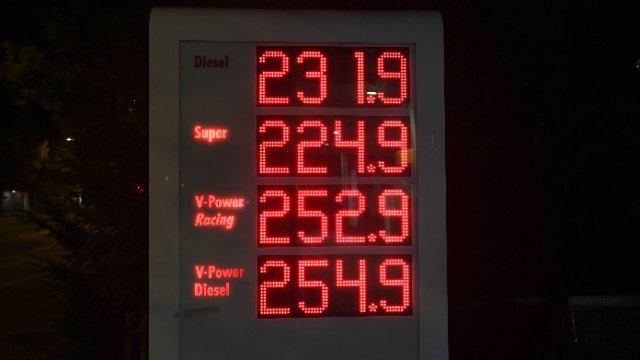 Diesel 231.9
Super 224.9
V-Power Racing 252.9
V-Power Diesel 254.9